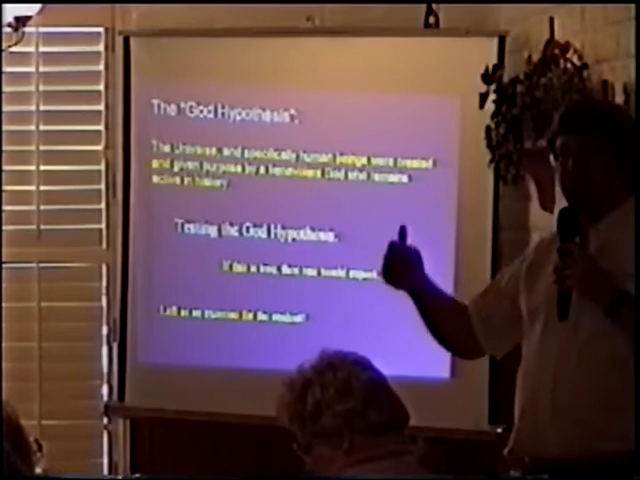 The "God Hypothesis":
The Universe, and specifically human beings were created
and given purpose by a benevolent God who remains
active in history.
Testing the God Hypothesis:
If this is true, then you would expect
Left as an exercise for the student!